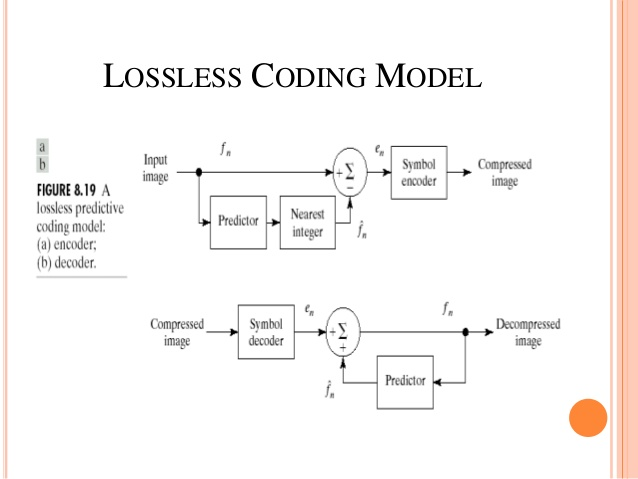 LOSSLESS CODING MODEL
a
b
FIGURE 8.19 A
lossless predictive
coding model:
(a) encoder;
(b) decoder.
Input
image
fₙ
Predictor
Nearest
integer
+ Σ
−
f̂ₙ
eₙ
Symbol
encoder
Compressed
image
Compressed
image
Symbol
decoder
eₙ
+ Σ
+
f̂ₙ
fₙ
Predictor
Decompressed
image